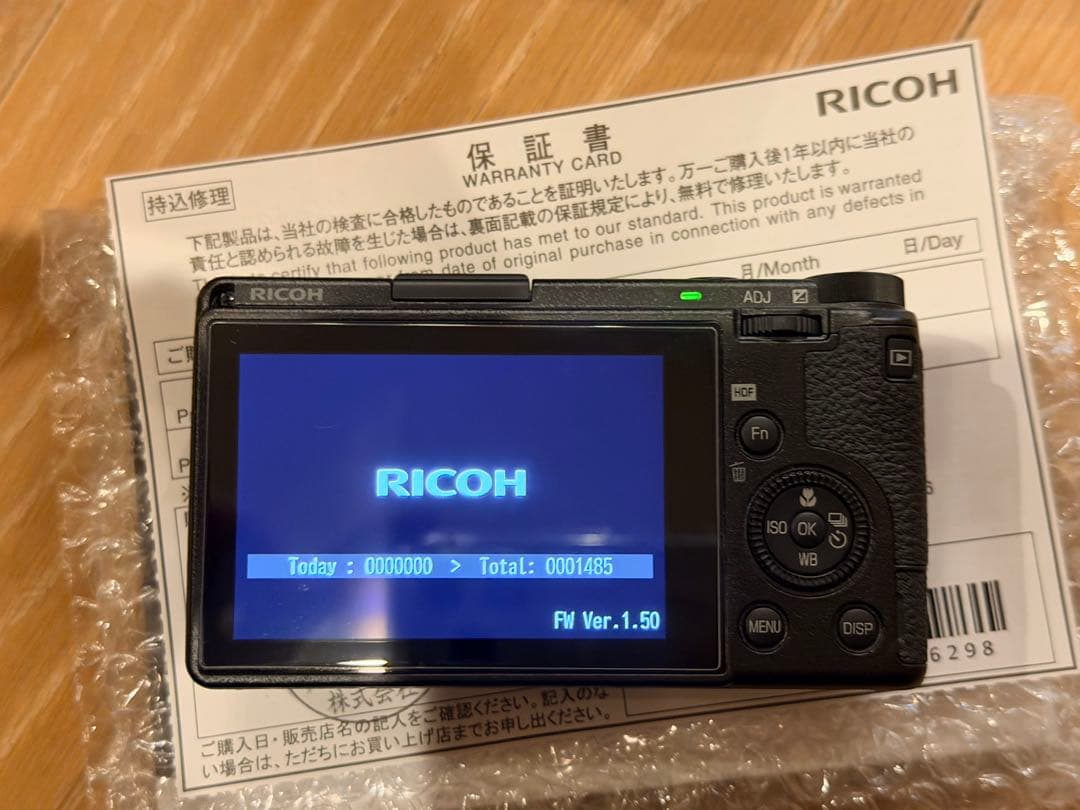 RICOH
保証書
WARRANTY CARD
持込修理
下記製品は、当社の検査に合格したものであることを証明いたします。万一ご購入後1年以内に当社の
責任と認められる故障を生じた場合は、裏面記載の保証規定により、無料で修理いたします。
certify that following product has met to our standard. This product is warranted
from date of original purchase in connection with any defects in
月/Month
日/Day
RICOH
ADJ
HDF
Fn
RICOH
ISO
OK
WB
Today : 0000000 > Total: 0001485
FW Ver.1.50
MENU
DISP
6298
株式会社
ご購入日・販売店名の記入をご確認ください。記入のな
い場合は、ただちにお買い上げ店までお申し出ください。